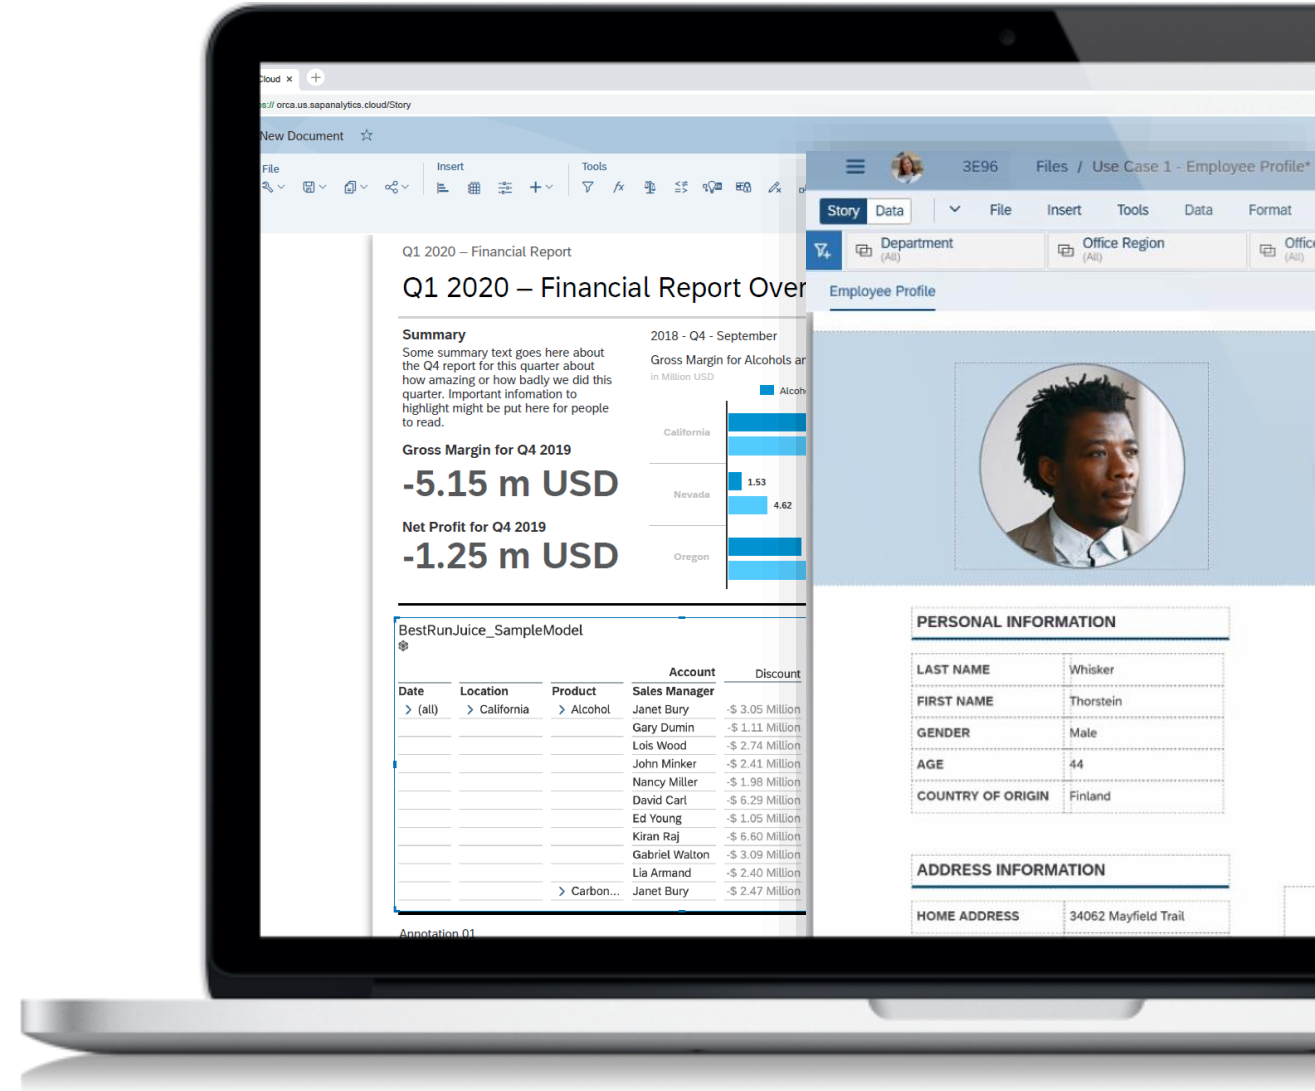 Cloud ×
s:// orca.us.sapanalytics.cloud/Story
New Document
File
Insert
Tools
fx
Q1 2020 – Financial Report
Q1 2020 – Financial Report Over
Summary
Some summary text goes here about
the Q4 report for this quarter about
how amazing or how badly we did this
quarter. Important infomation to
highlight might be put here for people
to read.
Gross Margin for Q4 2019
-5.15 m USD
Net Profit for Q4 2019
-1.25 m USD
2018 - Q4 - September
Gross Margin for Alcohols ar
in Million USD
Alcoh
California
Nevada
1.53
4.62
Oregon
BestRunJuice_SampleModel
Account Discount
Date Location Product Sales Manager
(all) California Alcohol Janet Bury -$ 3.05 Million
Gary Dumin -$ 1.11 Million
Lois Wood -$ 2.74 Million
John Minker -$ 2.41 Million
Nancy Miller -$ 1.98 Million
David Carl -$ 6.29 Million
Ed Young -$ 1.05 Million
Kiran Raj -$ 6.60 Million
Gabriel Walton -$ 3.09 Million
Lia Armand -$ 2.40 Million
Carbon... Janet Bury -$ 2.47 Million
Annotation 01
3E96 Files / Use Case 1 - Employee Profile*
Story Data File Insert Tools Data Format
Department
(All)
Office Region
(All)
Office
(All)
Employee Profile
PERSONAL INFORMATION
LAST NAME Whisker
FIRST NAME Thorstein
GENDER Male
AGE 44
COUNTRY OF ORIGIN Finland
ADDRESS INFORMATION
HOME ADDRESS 34062 Mayfield Trail